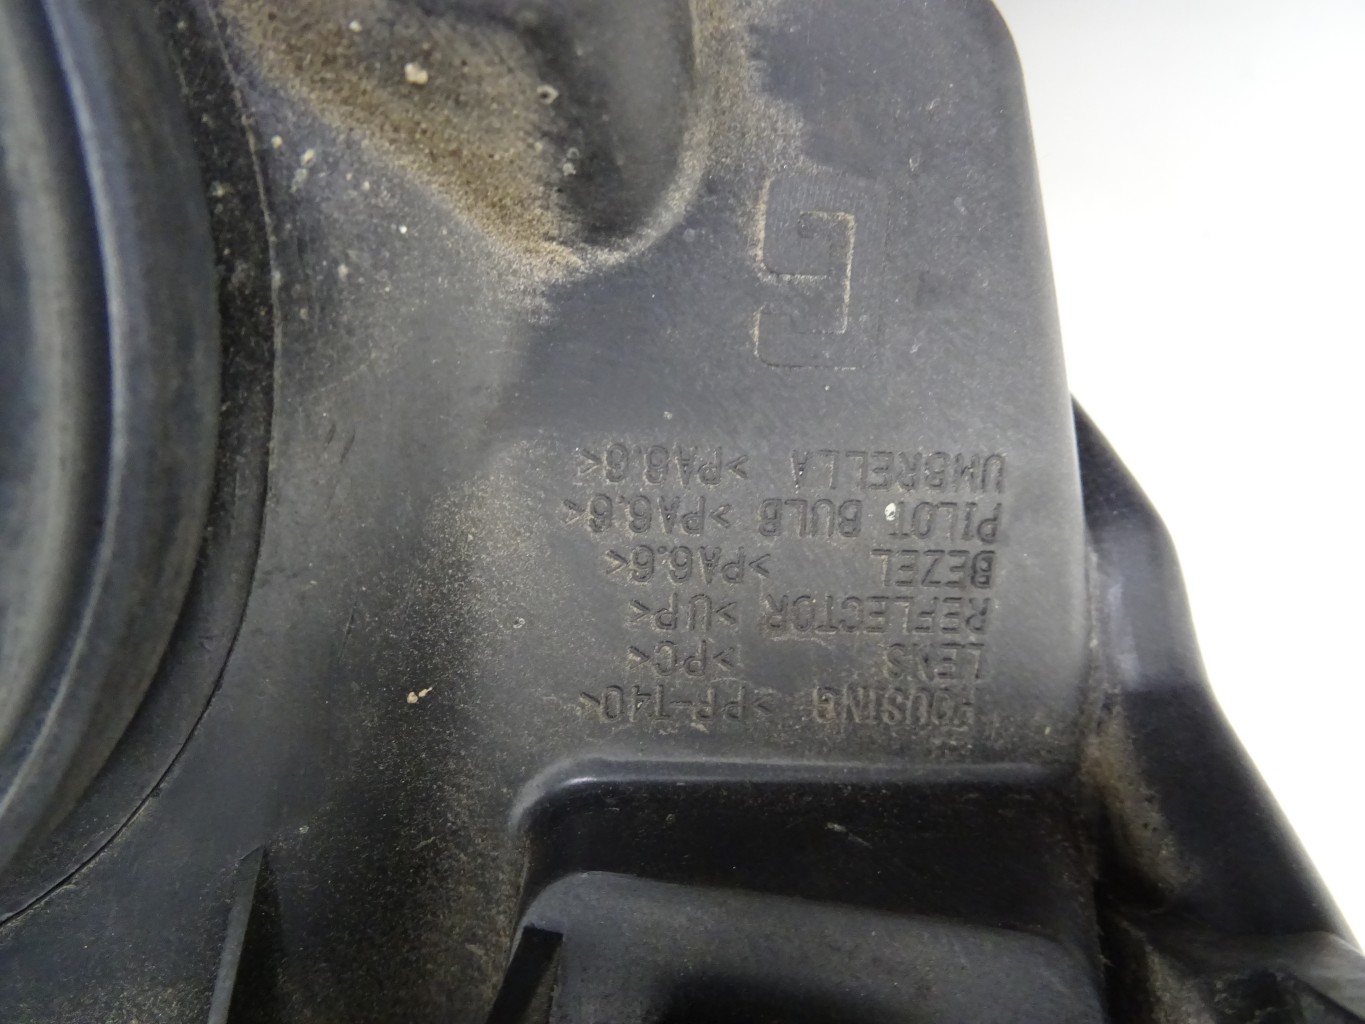 HOUSING >PP-T40<
LENS >PC<
REFLECTOR >UP<
BEZEL >PA6.6<
PILOT BULB >PA6.6<
UMBRELLA >PA6.6<